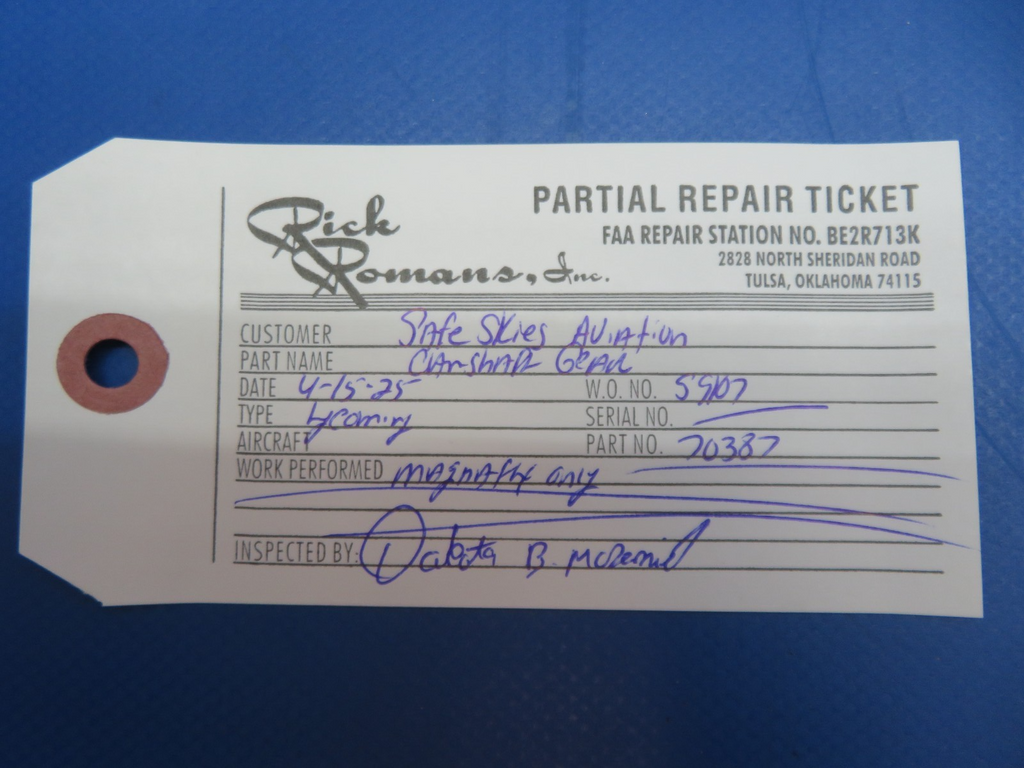 Rick Romans, Inc.
PARTIAL REPAIR TICKET
FAA REPAIR STATION NO. BE2R713K
2828 NORTH SHERIDAN ROAD
TULSA, OKLAHOMA 74115
CUSTOMER Safe Skies Aviation
PART NAME Camshaft Gear
DATE 4-15-25 W.O. NO.
TYPE Lycoming SERIAL NO.
AIRCRAFT PART NO. 70387
WORK PERFORMED magnaflx only
INSPECTED BY: Dakota B.